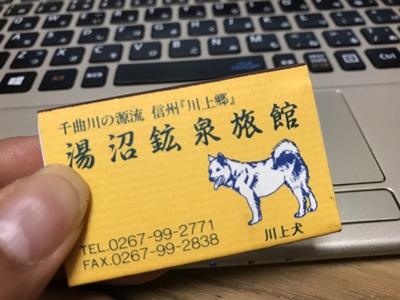 千曲川の源流 信州『川上郷』
湯沼鉱泉旅館
TEL.0267-99-2771
FAX.0267-99-2838
川上犬